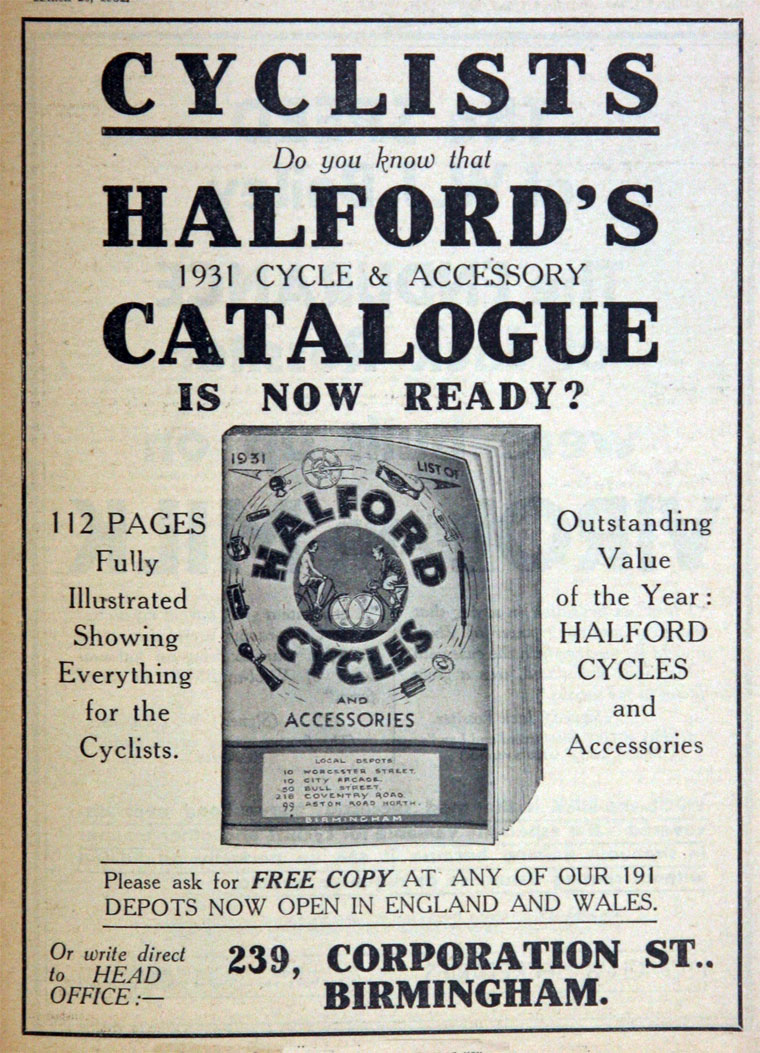 CYCLISTS
Do you know that
HALFORD'S
1931 CYCLE & ACCESSORY
CATALOGUE
IS NOW READY?
112 PAGES
Fully
Illustrated
Showing
Everything
for the
Cyclists.
1931
LIST OF
HALFORD
CYCLES
AND
ACCESSORIES
LOCAL DEPOTS
10 WORCESTER STREET.
10 CITY ARCADE.
50 BULL STREET.
218 COVENTRY ROAD.
99 ASTON ROAD NORTH.
BIRMINGHAM
Outstanding
Value
of the Year:
HALFORD
CYCLES
and
Accessories
Please ask for FREE COPY AT ANY OF OUR 191
DEPOTS NOW OPEN IN ENGLAND AND WALES.
Or write direct
to HEAD
OFFICE:—
239, CORPORATION ST..
BIRMINGHAM.